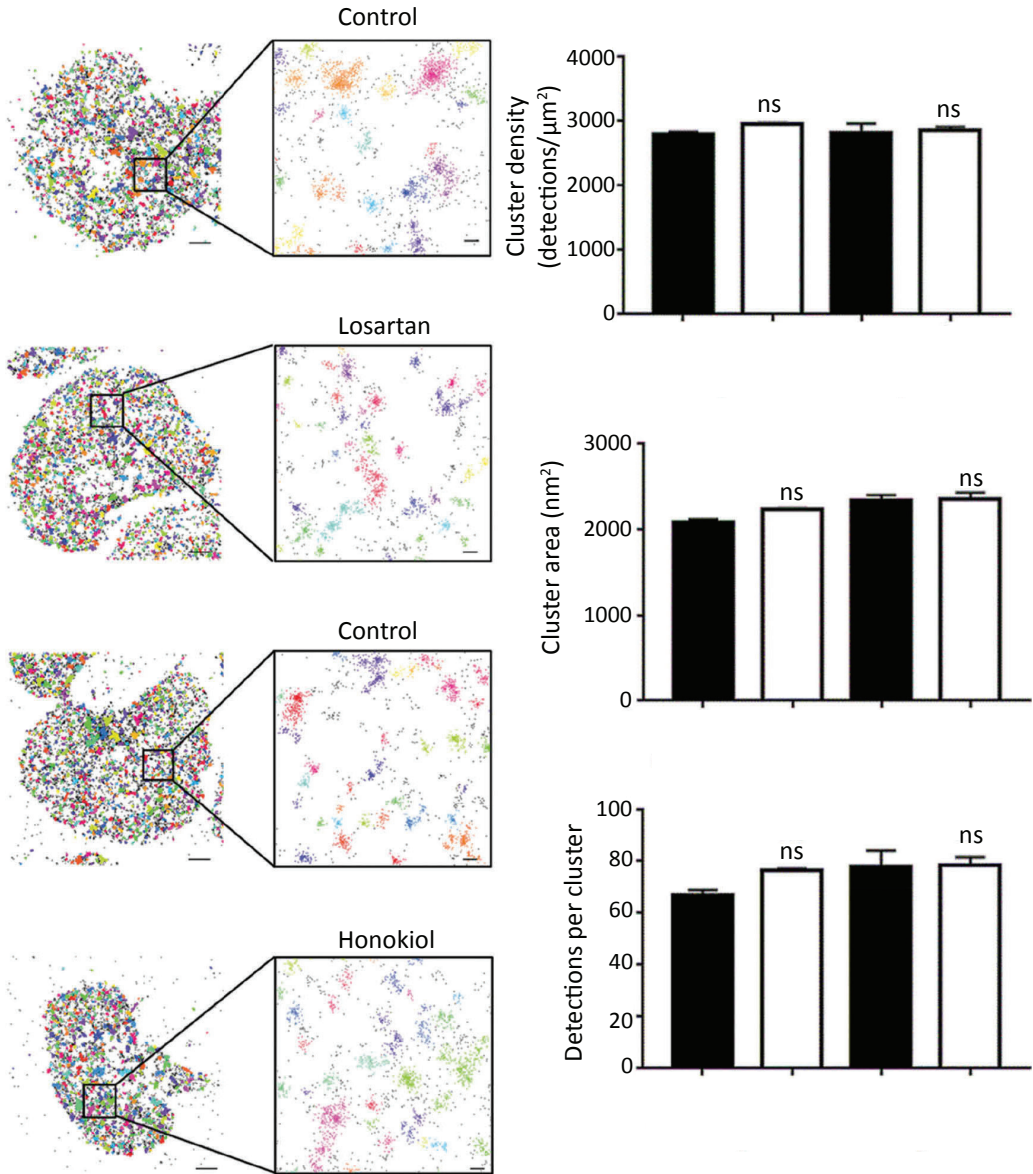 Control
Losartan
Control
Honokiol
Cluster density
(detections/µm²)
4000
3000
2000
1000
0
ns
ns
Cluster area (nm²)
3000
2000
1000
0
ns
ns
Detections per cluster
100
80
60
40
20
0
ns
ns